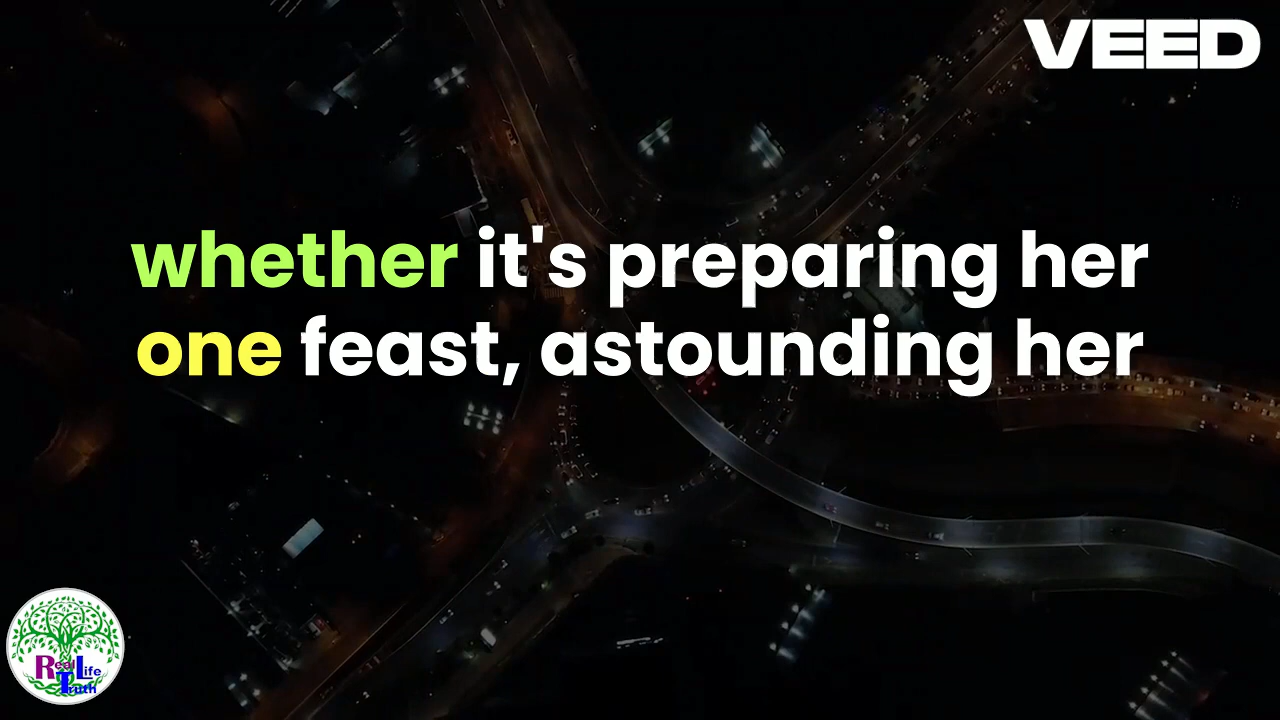 VEED
whether it's preparing her
one feast, astounding her
Real Life
Truth